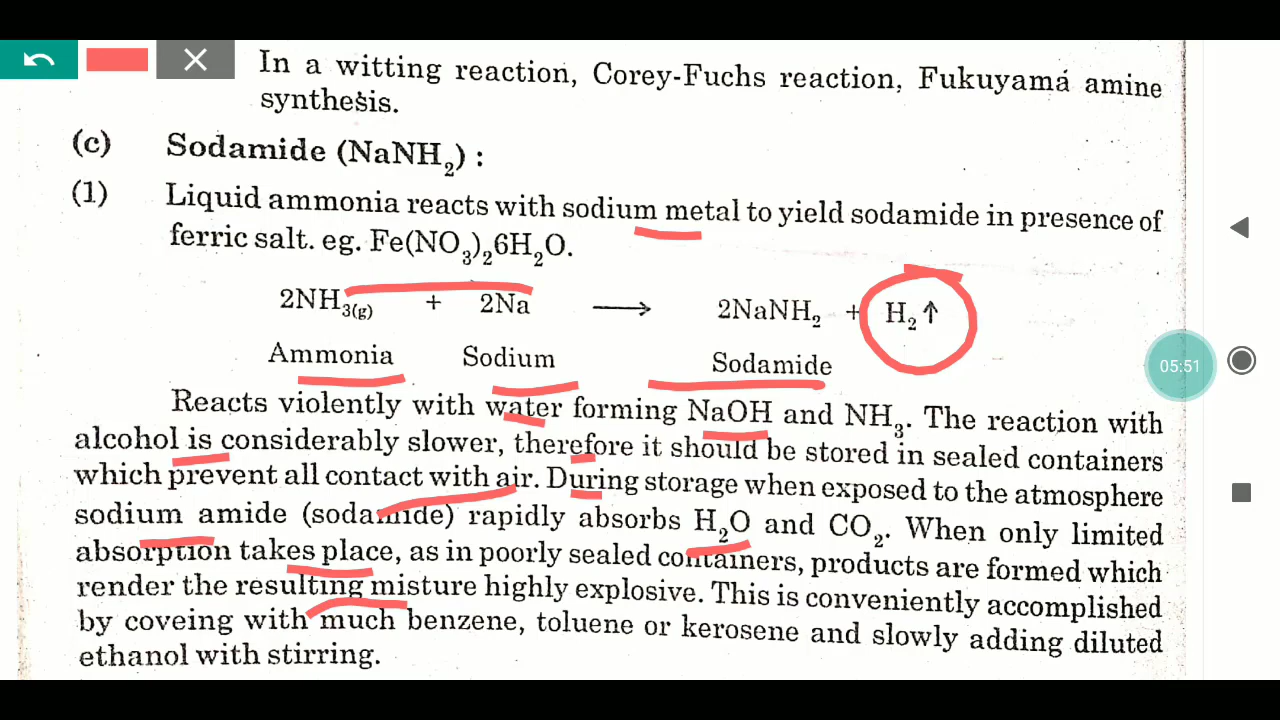 In a witting reaction, Corey-Fuchs reaction, Fukuyamá amine
synthesis.
(c) Sodamide (NaNH₂) :
(1) Liquid ammonia reacts with sodium metal to yield sodamide in presence of
ferric salt. eg. Fe(NO₃)₂6H₂O.
2NH₃(g) + 2Na ⟶ 2NaNH₂ + H₂↑
Ammonia Sodium Sodamide
05:51
Reacts violently with water forming NaOH and NH₃. The reaction with
alcohol is considerably slower, therefore it should be stored in sealed containers
which prevent all contact with air. During storage when exposed to the atmosphere
sodium amide (sodamide) rapidly absorbs H₂O and CO₂. When only limited
absorption takes place, as in poorly sealed containers, products are formed which
render the resulting misture highly explosive. This is conveniently accomplished
by coveing with much benzene, toluene or kerosene and slowly adding diluted
ethanol with stirring.